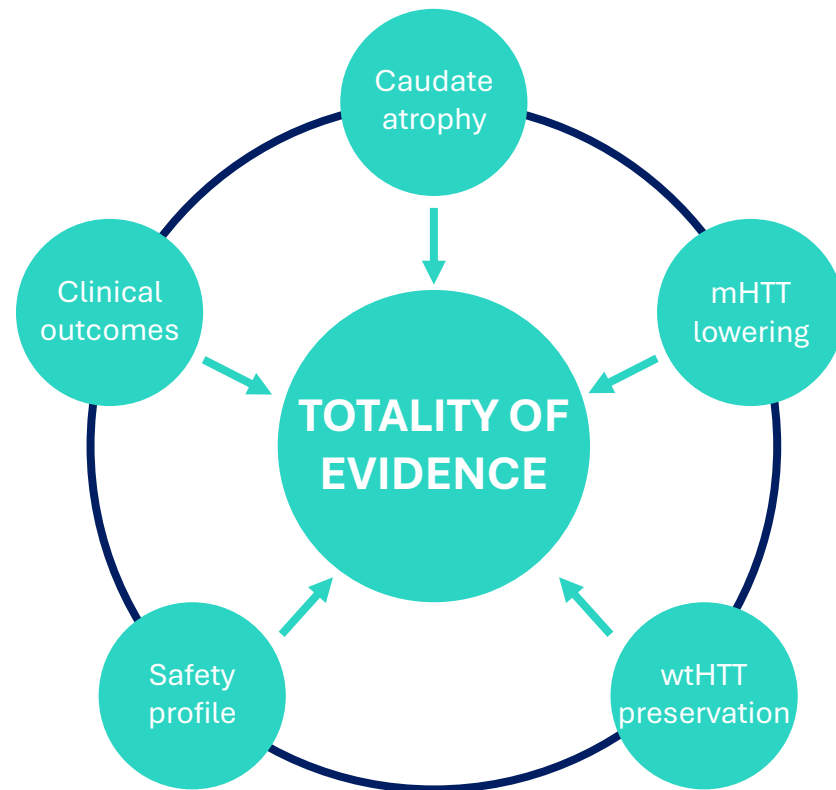 Caudate
atrophy
Clinical
outcomes
mHTT
lowering
TOTALITY OF
EVIDENCE
Safety
profile
wtHTT
preservation